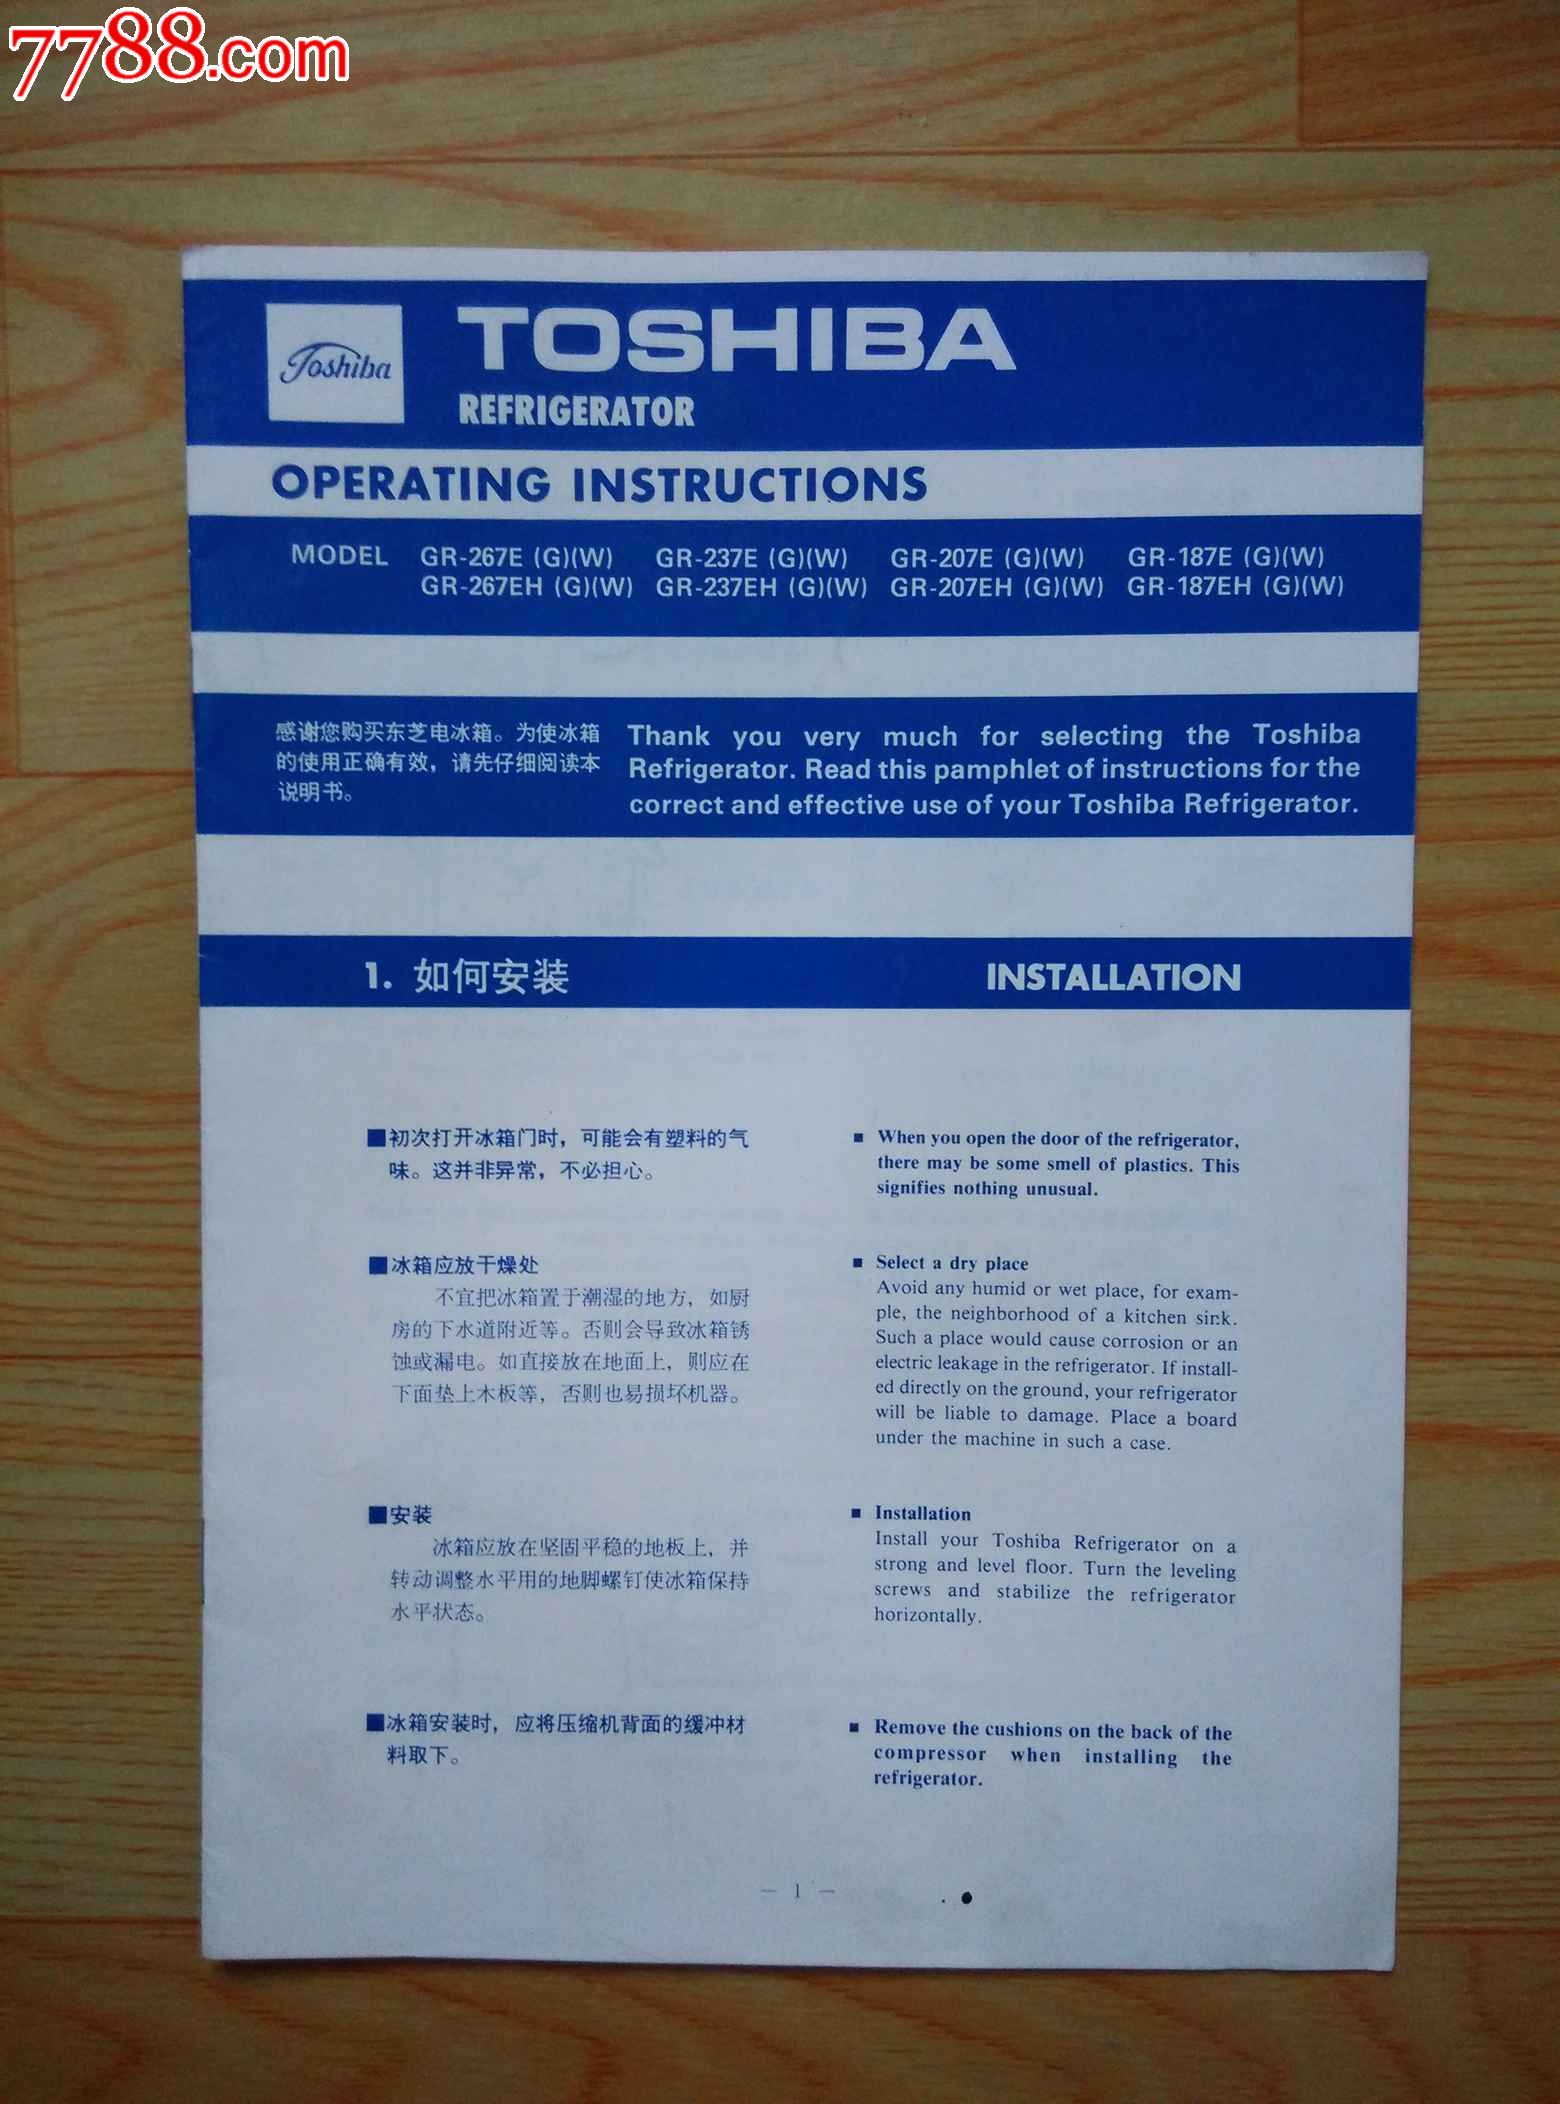 7788.com
Toshiba
TOSHIBA
REFRIGERATOR
OPERATING INSTRUCTIONS
MODEL GR-267E (G)(W) GR-237E (G)(W) GR-207E (G)(W) GR-187E (G)(W)
GR-267EH (G)(W) GR-237EH (G)(W) GR-207EH (G)(W) GR-187EH (G)(W)
感谢您购买东芝电冰箱。为使冰箱
的使用正确有效，请先仔细阅读本
说明书。
Thank you very much for selecting the Toshiba
Refrigerator. Read this pamphlet of instructions for the
correct and effective use of your Toshiba Refrigerator.
1. 如何安装 INSTALLATION
■初次打开冰箱门时，可能会有塑料的气
味。这并非异常，不必担心。
■冰箱应放干燥处
不宜把冰箱置于潮湿的地方，如厨
房的下水道附近等。否则会导致冰箱锈
蚀或漏电。如直接放在地面上，则应在
下面垫上木板等，否则也易损坏机器。
■安装
冰箱应放在坚固平稳的地板上，并
转动调整水平用的地脚螺钉使冰箱保持
水平状态。
■冰箱安装时，应将压缩机背面的缓冲材
料取下。
■ When you open the door of the refrigerator,
there may be some smell of plastics. This
signifies nothing unusual.
■ Select a dry place
Avoid any humid or wet place, for exam-
ple, the neighborhood of a kitchen sink.
Such a place would cause corrosion or an
electric leakage in the refrigerator. If install-
ed directly on the ground, your refrigerator
will be liable to damage. Place a board
under the machine in such a case.
■ Installation
Install your Toshiba Refrigerator on a
strong and level floor. Turn the leveling
screws and stabilize the refrigerator
horizontally.
■ Remove the cushions on the back of the
compressor when installing the
refrigerator.
— 1 —